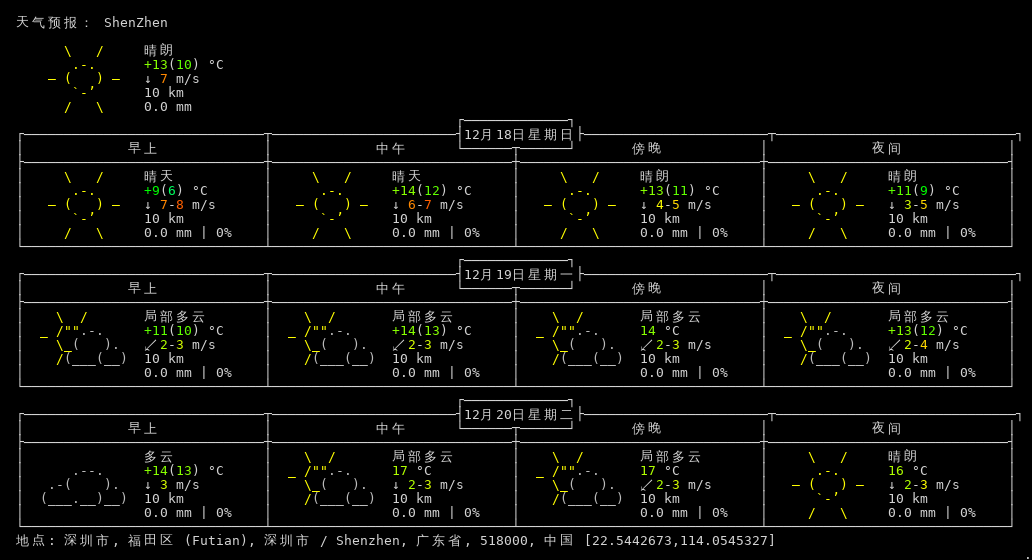 天气预报： ShenZhen
晴朗
+13(10) °C
↓ 7 m/s
10 km
0.0 mm
12月18日星期日
早上 中午 傍晚 夜间
晴天 晴天 晴朗 晴朗
+9(6) °C +14(12) °C +13(11) °C +11(9) °C
↓ 7-8 m/s ↓ 6-7 m/s ↓ 4-5 m/s ↓ 3-5 m/s
10 km 10 km 10 km 10 km
0.0 mm | 0% 0.0 mm | 0% 0.0 mm | 0% 0.0 mm | 0%
12月19日星期一
早上 中午 傍晚 夜间
局部多云 局部多云 局部多云 局部多云
+11(10) °C +14(13) °C 14 °C +13(12) °C
↙ 2-3 m/s ↙ 2-3 m/s ↙ 2-3 m/s ↙ 2-4 m/s
10 km 10 km 10 km 10 km
0.0 mm | 0% 0.0 mm | 0% 0.0 mm | 0% 0.0 mm | 0%
12月20日星期二
早上 中午 傍晚 夜间
多云 局部多云 局部多云 晴朗
+14(13) °C 17 °C 17 °C 16 °C
↓ 3 m/s ↓ 2-3 m/s ↙ 2-3 m/s ↓ 2-3 m/s
10 km 10 km 10 km 10 km
0.0 mm | 0% 0.0 mm | 0% 0.0 mm | 0% 0.0 mm | 0%
地点: 深圳市, 福田区 (Futian), 深圳市 / Shenzhen, 广东省, 518000, 中国 [22.5442673,114.0545327]